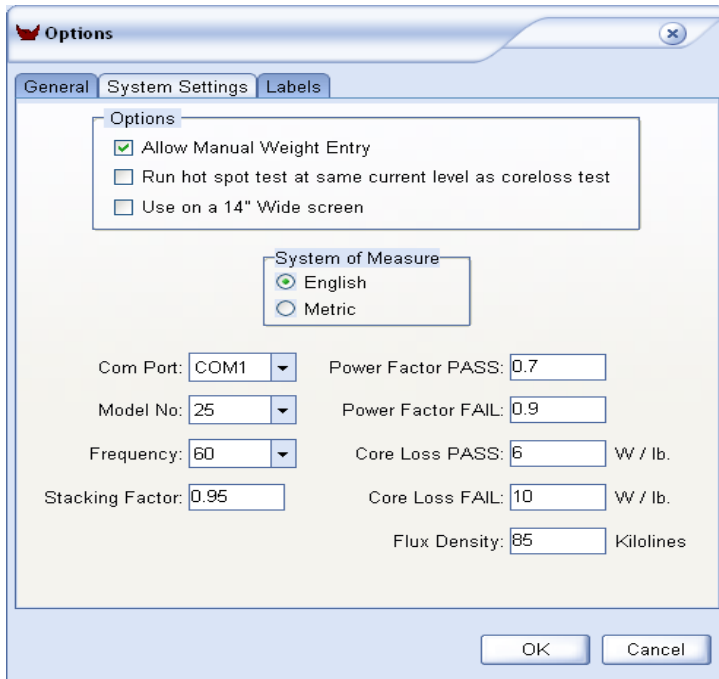 Options
General System Settings Labels
Options
Allow Manual Weight Entry
Run hot spot test at same current level as coreloss test
Use on a 14" Wide screen
System of Measure
English
Metric
Com Port: COM1
Model No: 25
Frequency: 60
Stacking Factor: 0.95
Power Factor PASS: 0.7
Power Factor FAIL: 0.9
Core Loss PASS: 6 W / lb.
Core Loss FAIL: 10 W / lb.
Flux Density: 85 Kilolines
OK Cancel